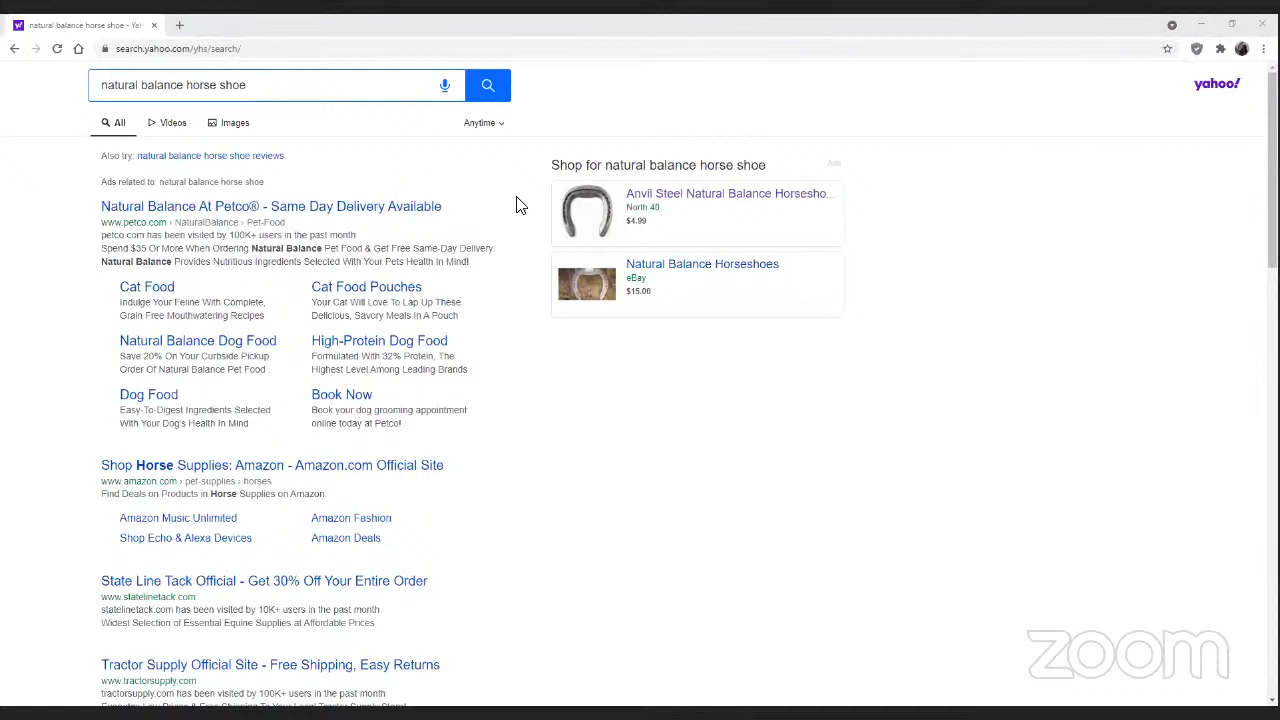 natural balance horse shoe - Yah
search.yahoo.com/yhs/search/
natural balance horse shoe
yahoo!
All
Videos
Images
Anytime
Also try: natural balance horse shoe reviews
Ads related to: natural balance horse shoe
Natural Balance At Petco® - Same Day Delivery Available
www.petco.com › NaturalBalance › Pet-Food
petco.com has been visited by 100K+ users in the past month
Spend $35 Or More When Ordering Natural Balance Pet Food & Get Free Same-Day Delivery.
Natural Balance Provides Nutritious Ingredients Selected With Your Pets Health In Mind!
Cat Food
Indulge Your Feline With Complete,
Grain Free Mouthwatering Recipes
Cat Food Pouches
Your Cat Will Love To Lap Up These
Delicious, Savory Meals In A Pouch
Natural Balance Dog Food
Save 20% On Your Curbside Pickup
Order Of Natural Balance Pet Food .
High-Protein Dog Food
Formulated With 32% Protein, The
Highest Level Among Leading Brands
Dog Food
Easy-To-Digest Ingredients Selected
With Your Dog's Health In Mind
Book Now
Book your dog grooming appointment
online today at Petco!
Shop Horse Supplies: Amazon - Amazon.com Official Site
www.amazon.com › pet-supplies › horses
Find Deals on Products in Horse Supplies on Amazon.
Amazon Music Unlimited
Amazon Fashion
Shop Echo & Alexa Devices
Amazon Deals
State Line Tack Official - Get 30% Off Your Entire Order
www.statelinetack.com
statelinetack.com has been visited by 10K+ users in the past month
Widest Selection of Essential Equine Supplies at Affordable Prices
Tractor Supply Official Site - Free Shipping, Easy Returns
www.tractorsupply.com
tractorsupply.com has been visited by 100K+ users in the past month
Everyday Low Prices & Free Shipping To Your Local Tractor Supply Store!
Shop for natural balance horse shoe
Ads
Anvil Steel Natural Balance Horsesho...
North 40
$4.99
Natural Balance Horseshoes
eBay
$15.00
zoom